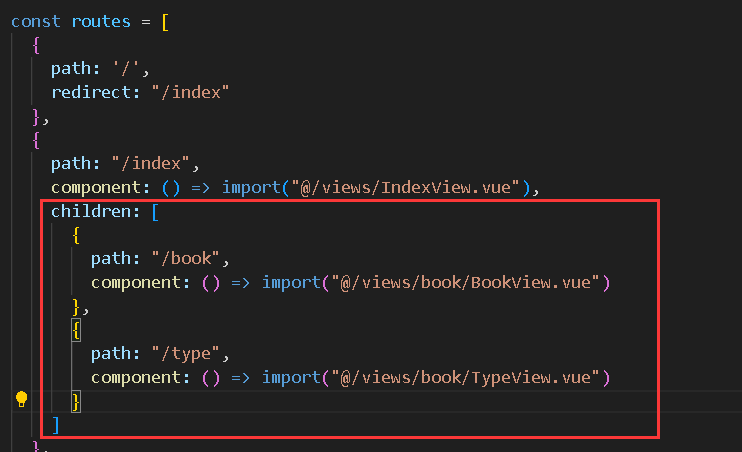 const routes = [
{
path: '/',
redirect: "/index"
},
{
path: "/index",
component: () => import("@/views/IndexView.vue"),
children: [
{
path: "/book",
component: () => import("@/views/book/BookView.vue")
},
{
path: "/type",
component: () => import("@/views/book/TypeView.vue")
}
]
},